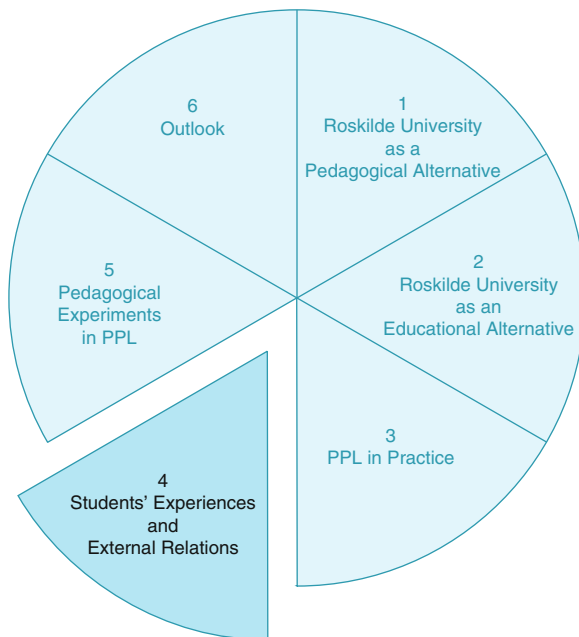 1
Roskilde University
as a
Pedagogical Alternative
2
Roskilde University
as an
Educational Alternative
3
PPL in Practice
4
Students’ Experiences
and
External Relations
5
Pedagogical
Experiments
in PPL
6
Outlook